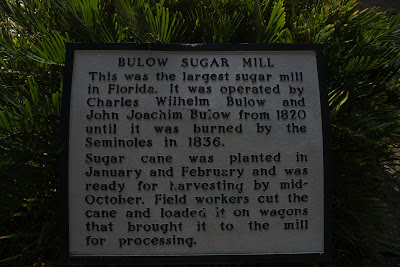 BULOW SUGAR MILL
This was the largest sugar mill
in Florida. It was operated by
Charles Wilhelm Bulow and
John Joachim Bulow from 1820
until it was burned by the
Seminoles in 1836.
Sugar cane was planted in
January and February and was
ready for harvesting by mid-
October. Field workers cut the
cane and loaded it on wagons
that brought it to the mill
for processing.